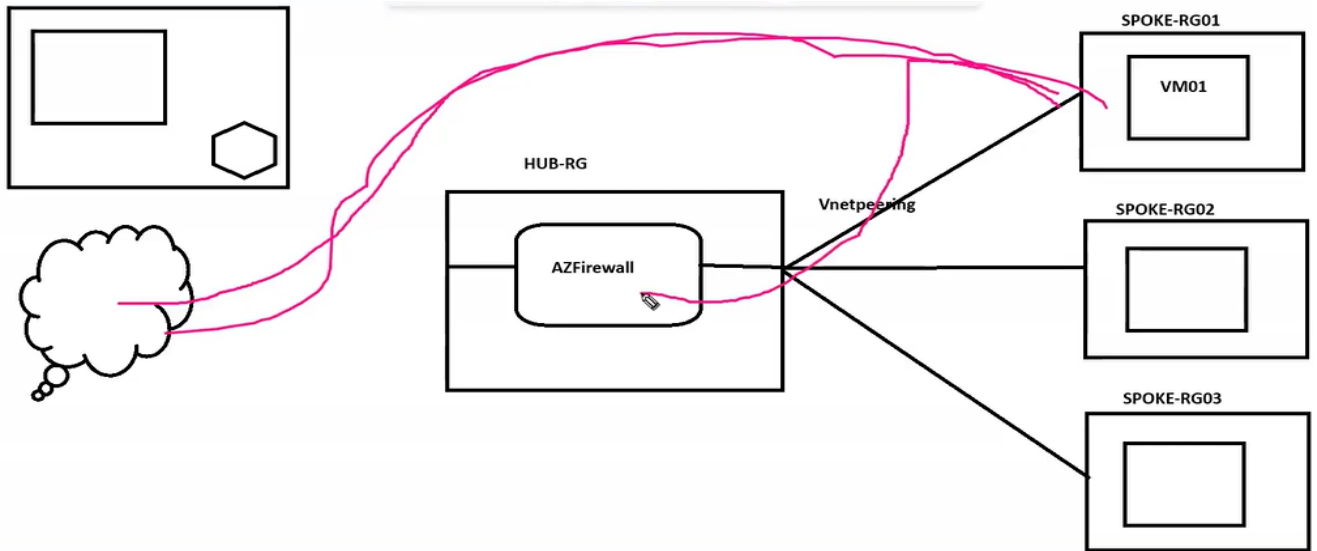 SPOKE-RG01
VM01
HUB-RG
Vnetpeering
SPOKE-RG02
AZFirewall
SPOKE-RG03